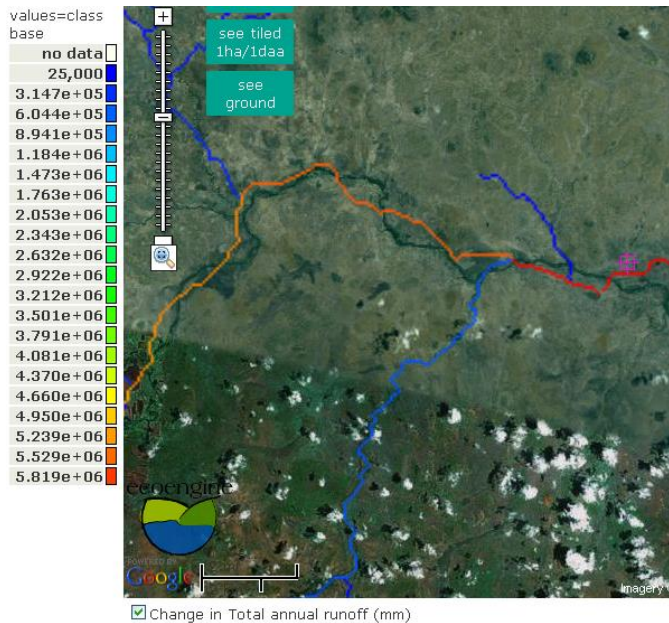 values=class
base
no data
25,000
3.147e+05
6.044e+05
8.941e+05
1.184e+06
1.473e+06
1.763e+06
2.053e+06
2.343e+06
2.632e+06
2.922e+06
3.212e+06
3.501e+06
3.791e+06
4.081e+06
4.370e+06
4.660e+06
4.950e+06
5.239e+06
5.529e+06
5.819e+06
see tiled
1ha/1daa
see
ground
ecoengine
POWERED BY
Google
Imagery
Change in Total annual runoff (mm)